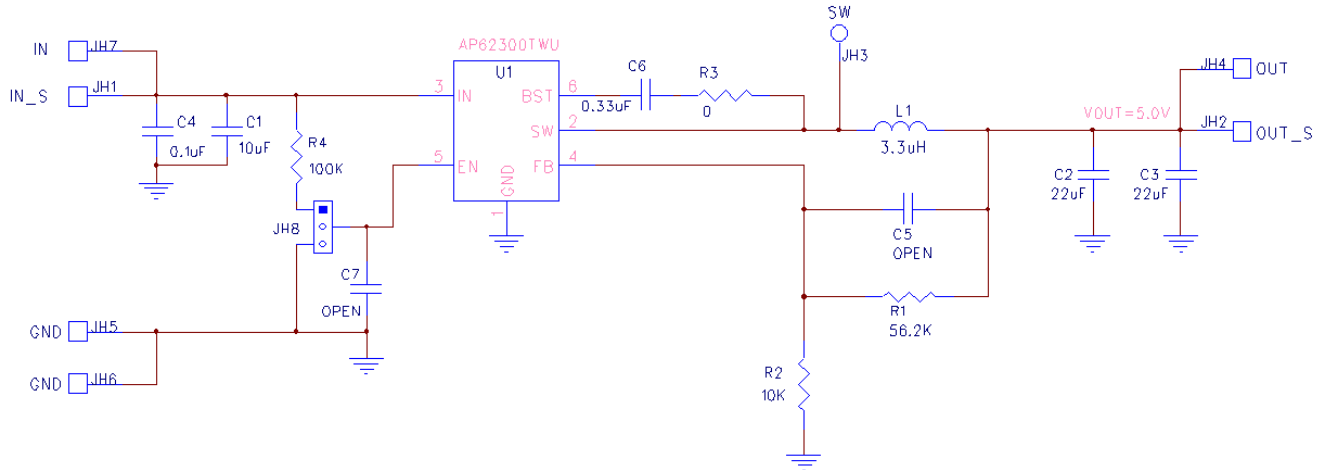 SW
JH3
IN
JH7
IN_S
JH1
AP62300TWU
U1
3
IN
BST
6
SW
2
5
EN
FB
4
GND
1
C6
0.33uF
R3
0
L1
3.3uH
VOUT=5.0V
JH4
OUT
JH2
OUT_S
C4
0.1uF
C1
10uF
R4
100K
JH8
C7
OPEN
C2
22uF
C3
22uF
C5
OPEN
R1
56.2K
R2
10K
GND
JH5
GND
JH6